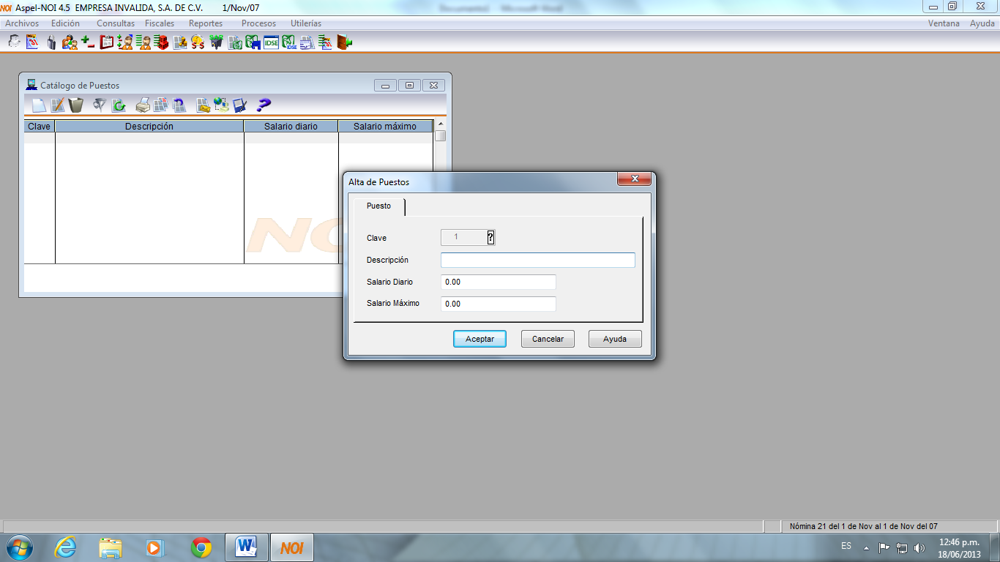 NOI Aspel-NOI 4.5 EMPRESA INVALIDA, S.A. DE C.V. 1/Nov/07 Documento1 Microsoft Word
Archivos Edición Consultas Fiscales Reportes Procesos Utilerías Ventana Ayuda
IDSE IDSE
Catálogo de Puestos
Clave Descripción Salario diario Salario máximo
NOI
Alta de Puestos
Puesto
Clave 1 ?
Descripción
Salario Diario 0.00
Salario Máximo 0.00
Aceptar Cancelar Ayuda
Nómina 21 del 1 de Nov al 1 de Nov del 07
W NOI ES 12:46 p.m.
18/06/2013